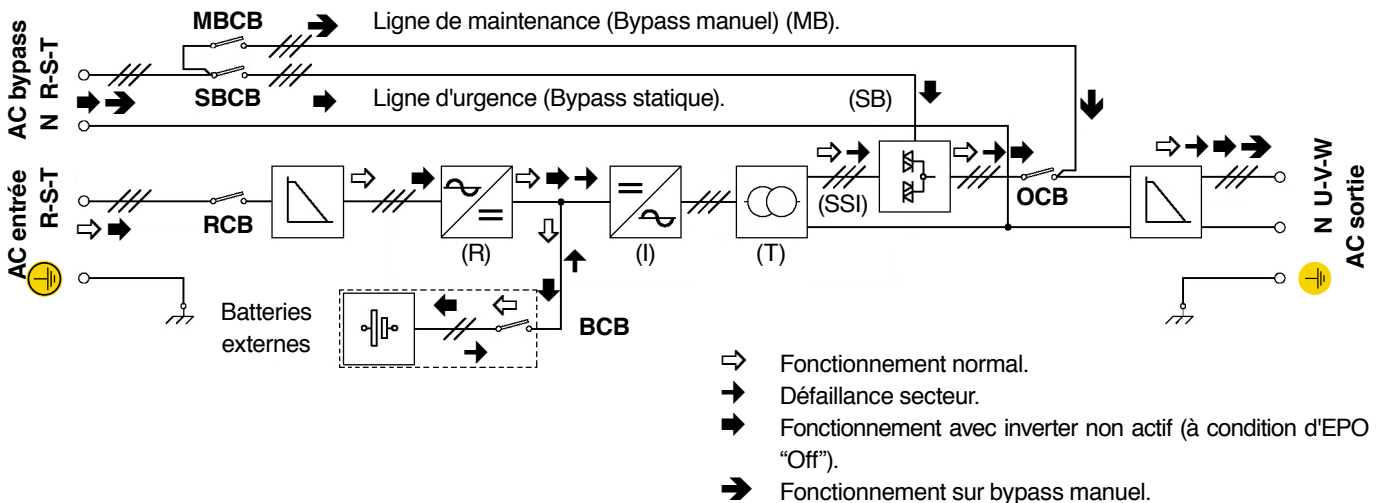 MBCB
Ligne de maintenance (Bypass manuel) (MB).
AC bypass
N R-S-T
SBCB
Ligne d'urgence (Bypass statique).
(SB)
AC entrée
R-S-T
RCB
(R)
(I)
(T)
(SSI)
OCB
N U-V-W
AC sortie
Batteries
externes
BCB
Fonctionnement normal.
Défaillance secteur.
Fonctionnement avec inverter non actif (à condition d'EPO
“Off”).
Fonctionnement sur bypass manuel.